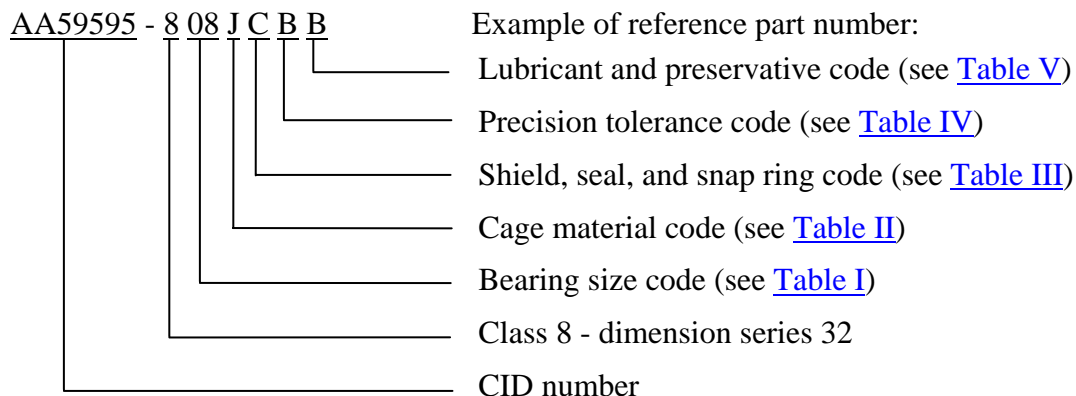 AA59595 - 8 08 J C B B Example of reference part number:
Lubricant and preservative code (see Table V)
Precision tolerance code (see Table IV)
Shield, seal, and snap ring code (see Table III)
Cage material code (see Table II)
Bearing size code (see Table I)
Class 8 - dimension series 32
CID number